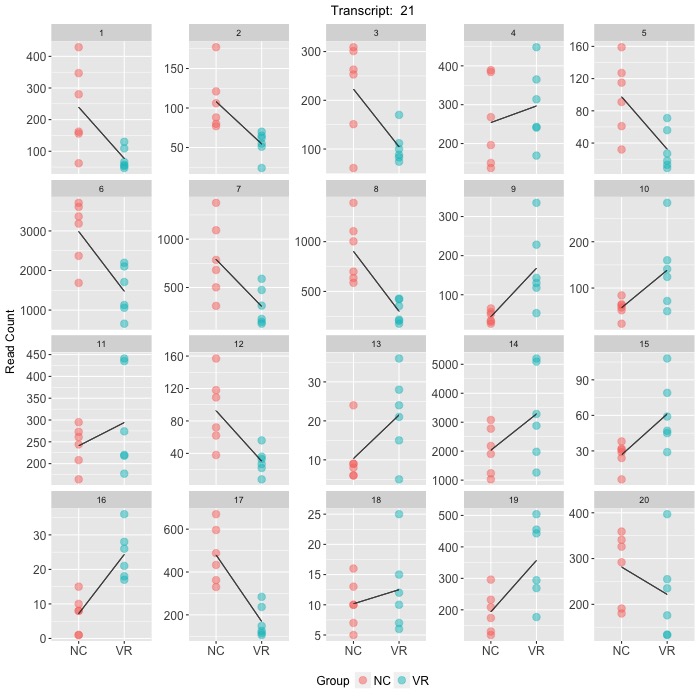 Transcript: 21
1 2 3 4 5
400 300 200 100
150 100 50
300 200 100
400 300 200
160 120 80 40
6 7 8 9 10
3000 2000 1000
1000 500
1000 500
300 200 100
200 100
Read Count
11 12 13 14 15
450 400 350 300 250 200
160 120 80 40
30 20 10
5000 4000 3000 2000 1000
90 60 30
16 17 18 19 20
30 20 10 0
600 400 200
25 20 15 10 5
500 400 300 200
400 300 200
NC VR NC VR NC VR NC VR NC VR
Group NC VR